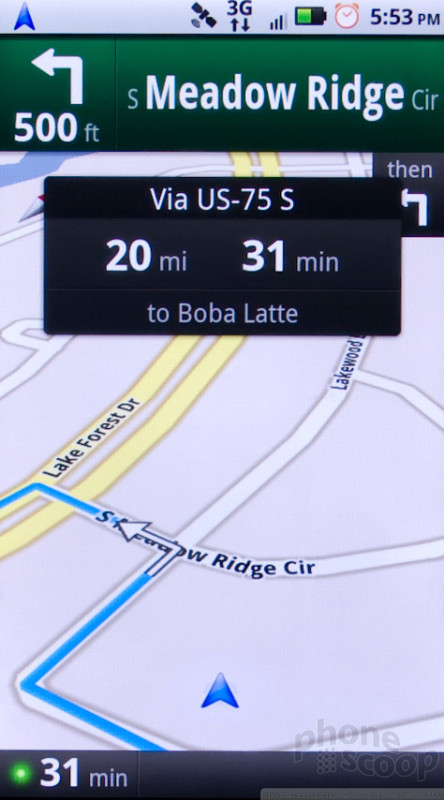 3G
5:53 PM
500 ft
S Meadow Ridge Cir
then
Via US-75 S
20 mi 31 min
to Boba Latte
Lakewood
Lake Forest Dr
Ridge Cir
31 min
phone
scoop